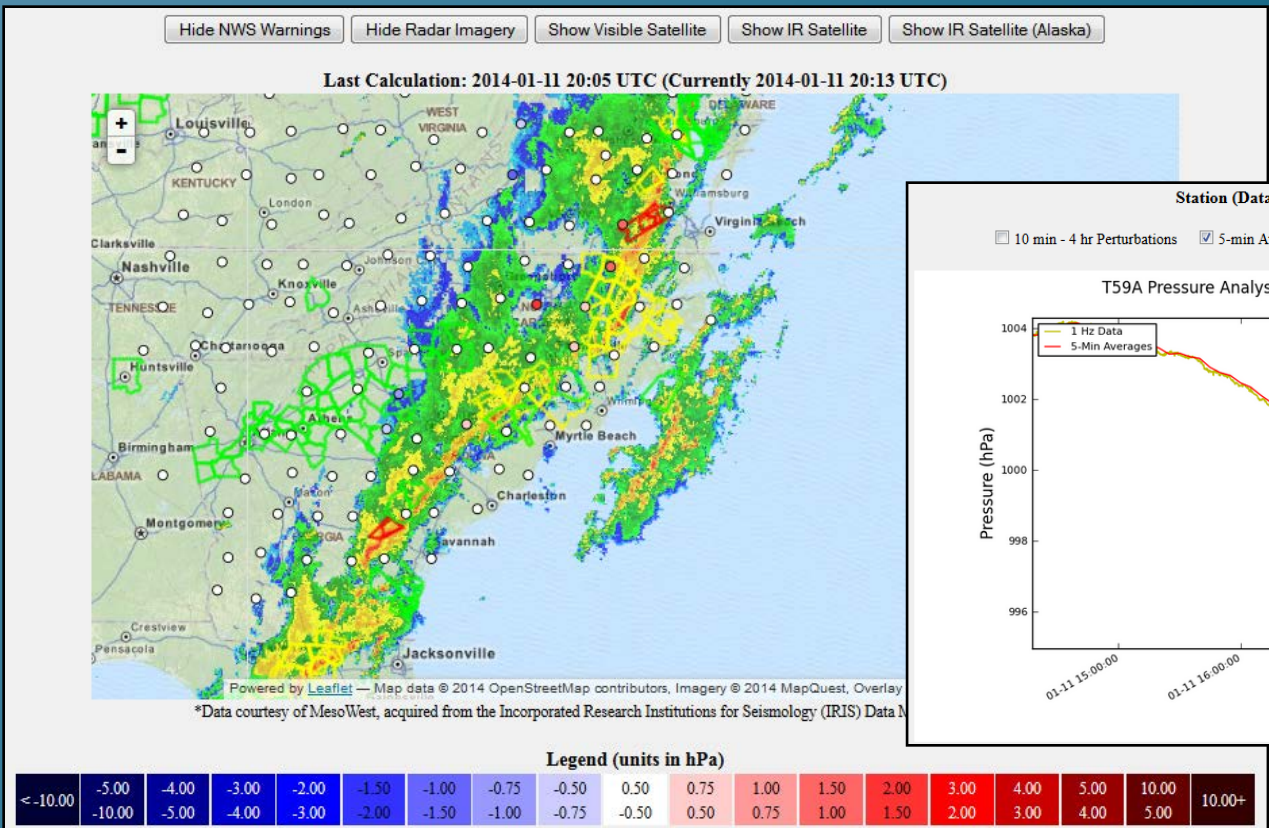 Hide NWS Warnings Hide Radar Imagery Show Visible Satellite Show IR Satellite Show IR Satellite (Alaska)
Last Calculation: 2014-01-11 20:05 UTC (Currently 2014-01-11 20:13 UTC)
+
-
DELAWARE
WEST
VIRGINIA
Louisville
KENTUCKY
London
Virginia Beach
Clarksville
Nashville
Johnson
Knoxville
TENNESSEE
Chattanooga
Huntsville
Athens
Birmingham
Myrtle Beach
Charleston
Macon
Montgomery
Savannah
Crestview
Pensacola
Jacksonville
Powered by Leaflet — Map data © 2014 OpenStreetMap contributors, Imagery © 2014 MapQuest, Overlay
*Data courtesy of MesoWest, acquired from the Incorporated Research Institutions for Seismology (IRIS) Data
Station (Data
10 min - 4 hr Perturbations 5-min A
T59A Pressure Analys
1 Hz Data
5-Min Averages
Pressure (hPa)
1004
1002
1000
998
996
01-11 15:00:00
01-11 16:00:00
Legend (units in hPa)
< -10.00 -5.00 -4.00 -3.00 -2.00 -1.50 -1.00 -0.75 -0.50 0.50 0.75 1.00 1.50 2.00 3.00 4.00 5.00 10.00 10.00+
-10.00 -5.00 -4.00 -3.00 -2.00 -1.50 -1.00 -0.75 -0.50 0.50 0.75 1.00 1.50 2.00 3.00 4.00 5.00